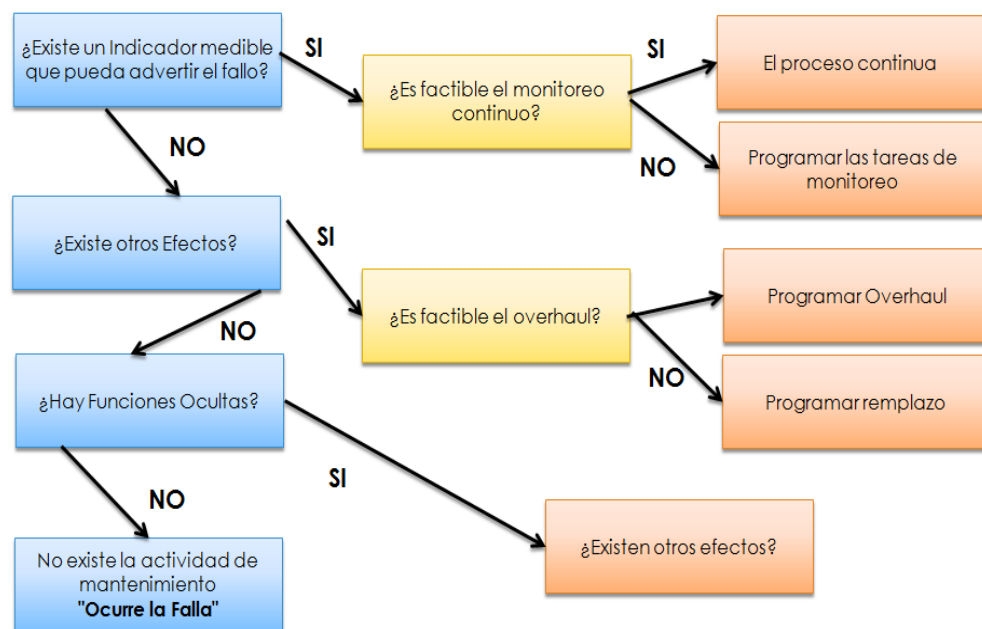 ¿Existe un Indicador medible
que pueda advertir el fallo?
SI
¿Es factible el monitoreo
continuo?
SI
El proceso continua
NO
Programar las tareas de
monitoreo
NO
¿Existe otros Efectos?
SI
¿Es factible el overhaul?
Programar Overhaul
NO
Programar remplazo
NO
¿Hay Funciones Ocultas?
SI
¿Existen otros efectos?
NO
No existe la actividad de
mantenimiento
"Ocurre la Falla"